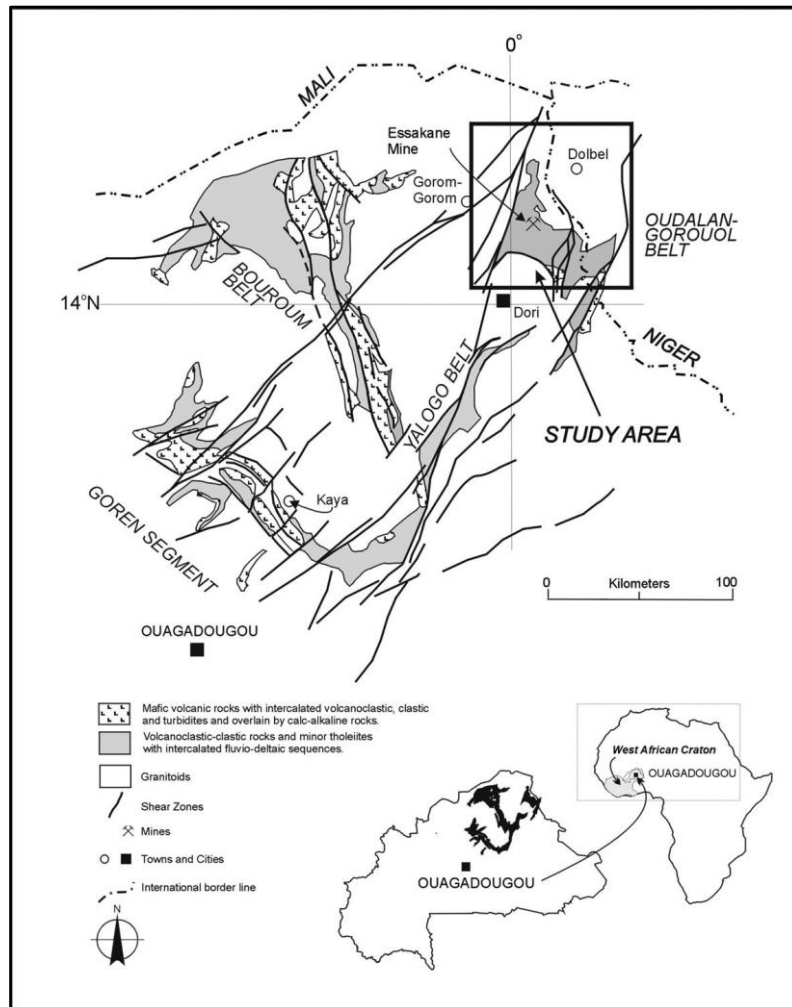 0°
MALI
Essakane
Mine
Dolbel
Gorom-
Gorom
OUDALAN-
GOROUOL
BELT
BOUROUM
BELT
14°N
Dori
NIGER
YALOGO BELT
STUDY AREA
Kaya
GOREN SEGMENT
0 Kilometers 100
OUAGADOUGOU
Mafic volcanic rocks with intercalated volcanoclastic, clastic
and turbidites and overlain by calc-alkaline rocks.
Volcanoclastic-clastic rocks and minor tholeiites
with intercalated fluvio-deltaic sequences.
Granitoids
Shear Zones
Mines
Towns and Cities
International border line
N
West African Craton
OUAGADOUGOU
OUAGADOUGOU